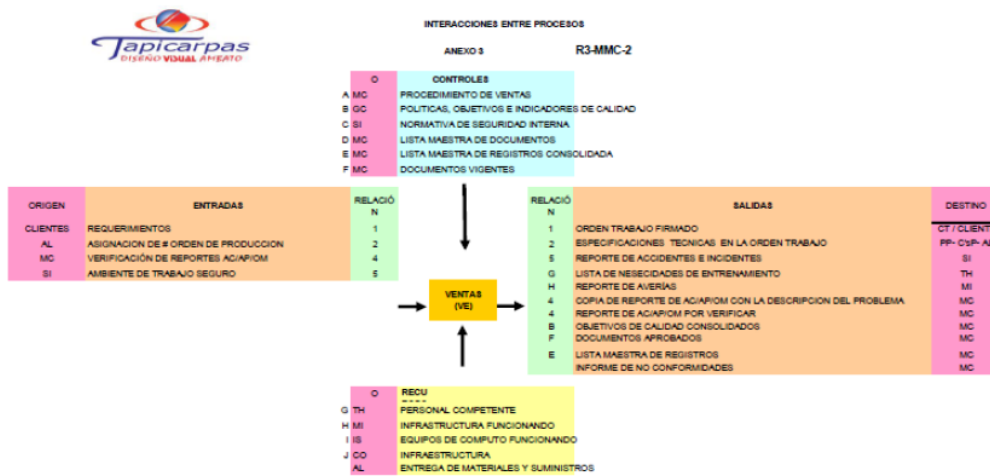 Tapicarpas
DISEÑO VISUAL AMBATO
INTERACCIONES ENTRE PROCESOS
ANEXO 3 R3-MMC-2
O CONTROLES
A MC PROCEDIMIENTO DE VENTAS
B GC POLITICAS, OBJETIVOS E INDICADORES DE CALIDAD
C SI NORMATIVA DE SEGURIDAD INTERNA
D MC LISTA MAESTRA DE DOCUMENTOS
E MC LISTA MAESTRA DE REGISTROS CONSOLIDADA
F MC DOCUMENTOS VIGENTES
ORIGEN ENTRADAS RELACIÓ
N
CLIENTES REQUERIMIENTOS 1
AL ASIGNACION DE # ORDEN DE PRODUCCION 2
MC VERIFICACIÓN DE REPORTES AC/AP/OM 4
SI AMBIENTE DE TRABAJO SEGURO 5
VENTAS
(VE)
RELACIÓ
N SALIDAS DESTINO
1 ORDEN TRABAJO FIRMADO CT / CLIENT
2 ESPECIFICACIONES TECNICAS EN LA ORDEN TRABAJO PP- C'sP- AL
5 REPORTE DE ACCIDENTES E INCIDENTES SI
G LISTA DE NESECIDADES DE ENTRENAMIENTO TH
H REPORTE DE AVERÍAS MI
4 COPIA DE REPORTE DE AC/AP/OM CON LA DESCRIPCION DEL PROBLEMA MC
4 REPORTE DE AC/AP/OM POR VERIFICAR MC
B OBJETIVOS DE CALIDAD CONSOLIDADOS MC
F DOCUMENTOS APROBADOS MC
E LISTA MAESTRA DE REGISTROS MC
INFORME DE NO CONFORMIDADES MC
O RECU
G TH PERSONAL COMPETENTE
H MI INFRASTRUCTURA FUNCIONANDO
I IS EQUIPOS DE COMPUTO FUNCIONANDO
J CO INFRAESTRUCTURA
AL ENTREGA DE MATERIALES Y SUMINISTROS